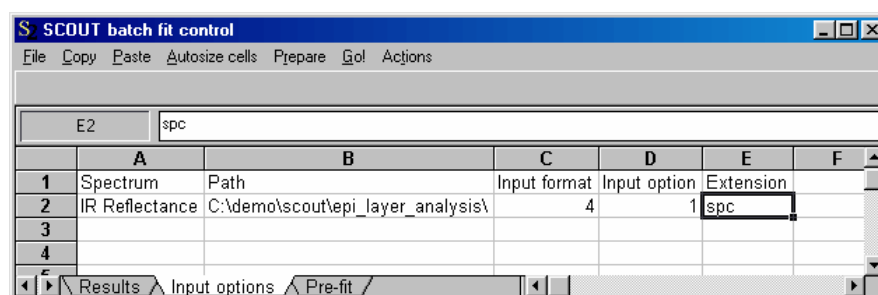 S2 SCOUT batch fit control
File Copy Paste Autosize cells Prepare Go! Actions
E2 spc
A B C D E F
1 Spectrum Path Input format Input option Extension
2 IR Reflectance C:\demo\scout\epi_layer_analysis\ 4 1 spc
3
4
5
Results Input options Pre-fit